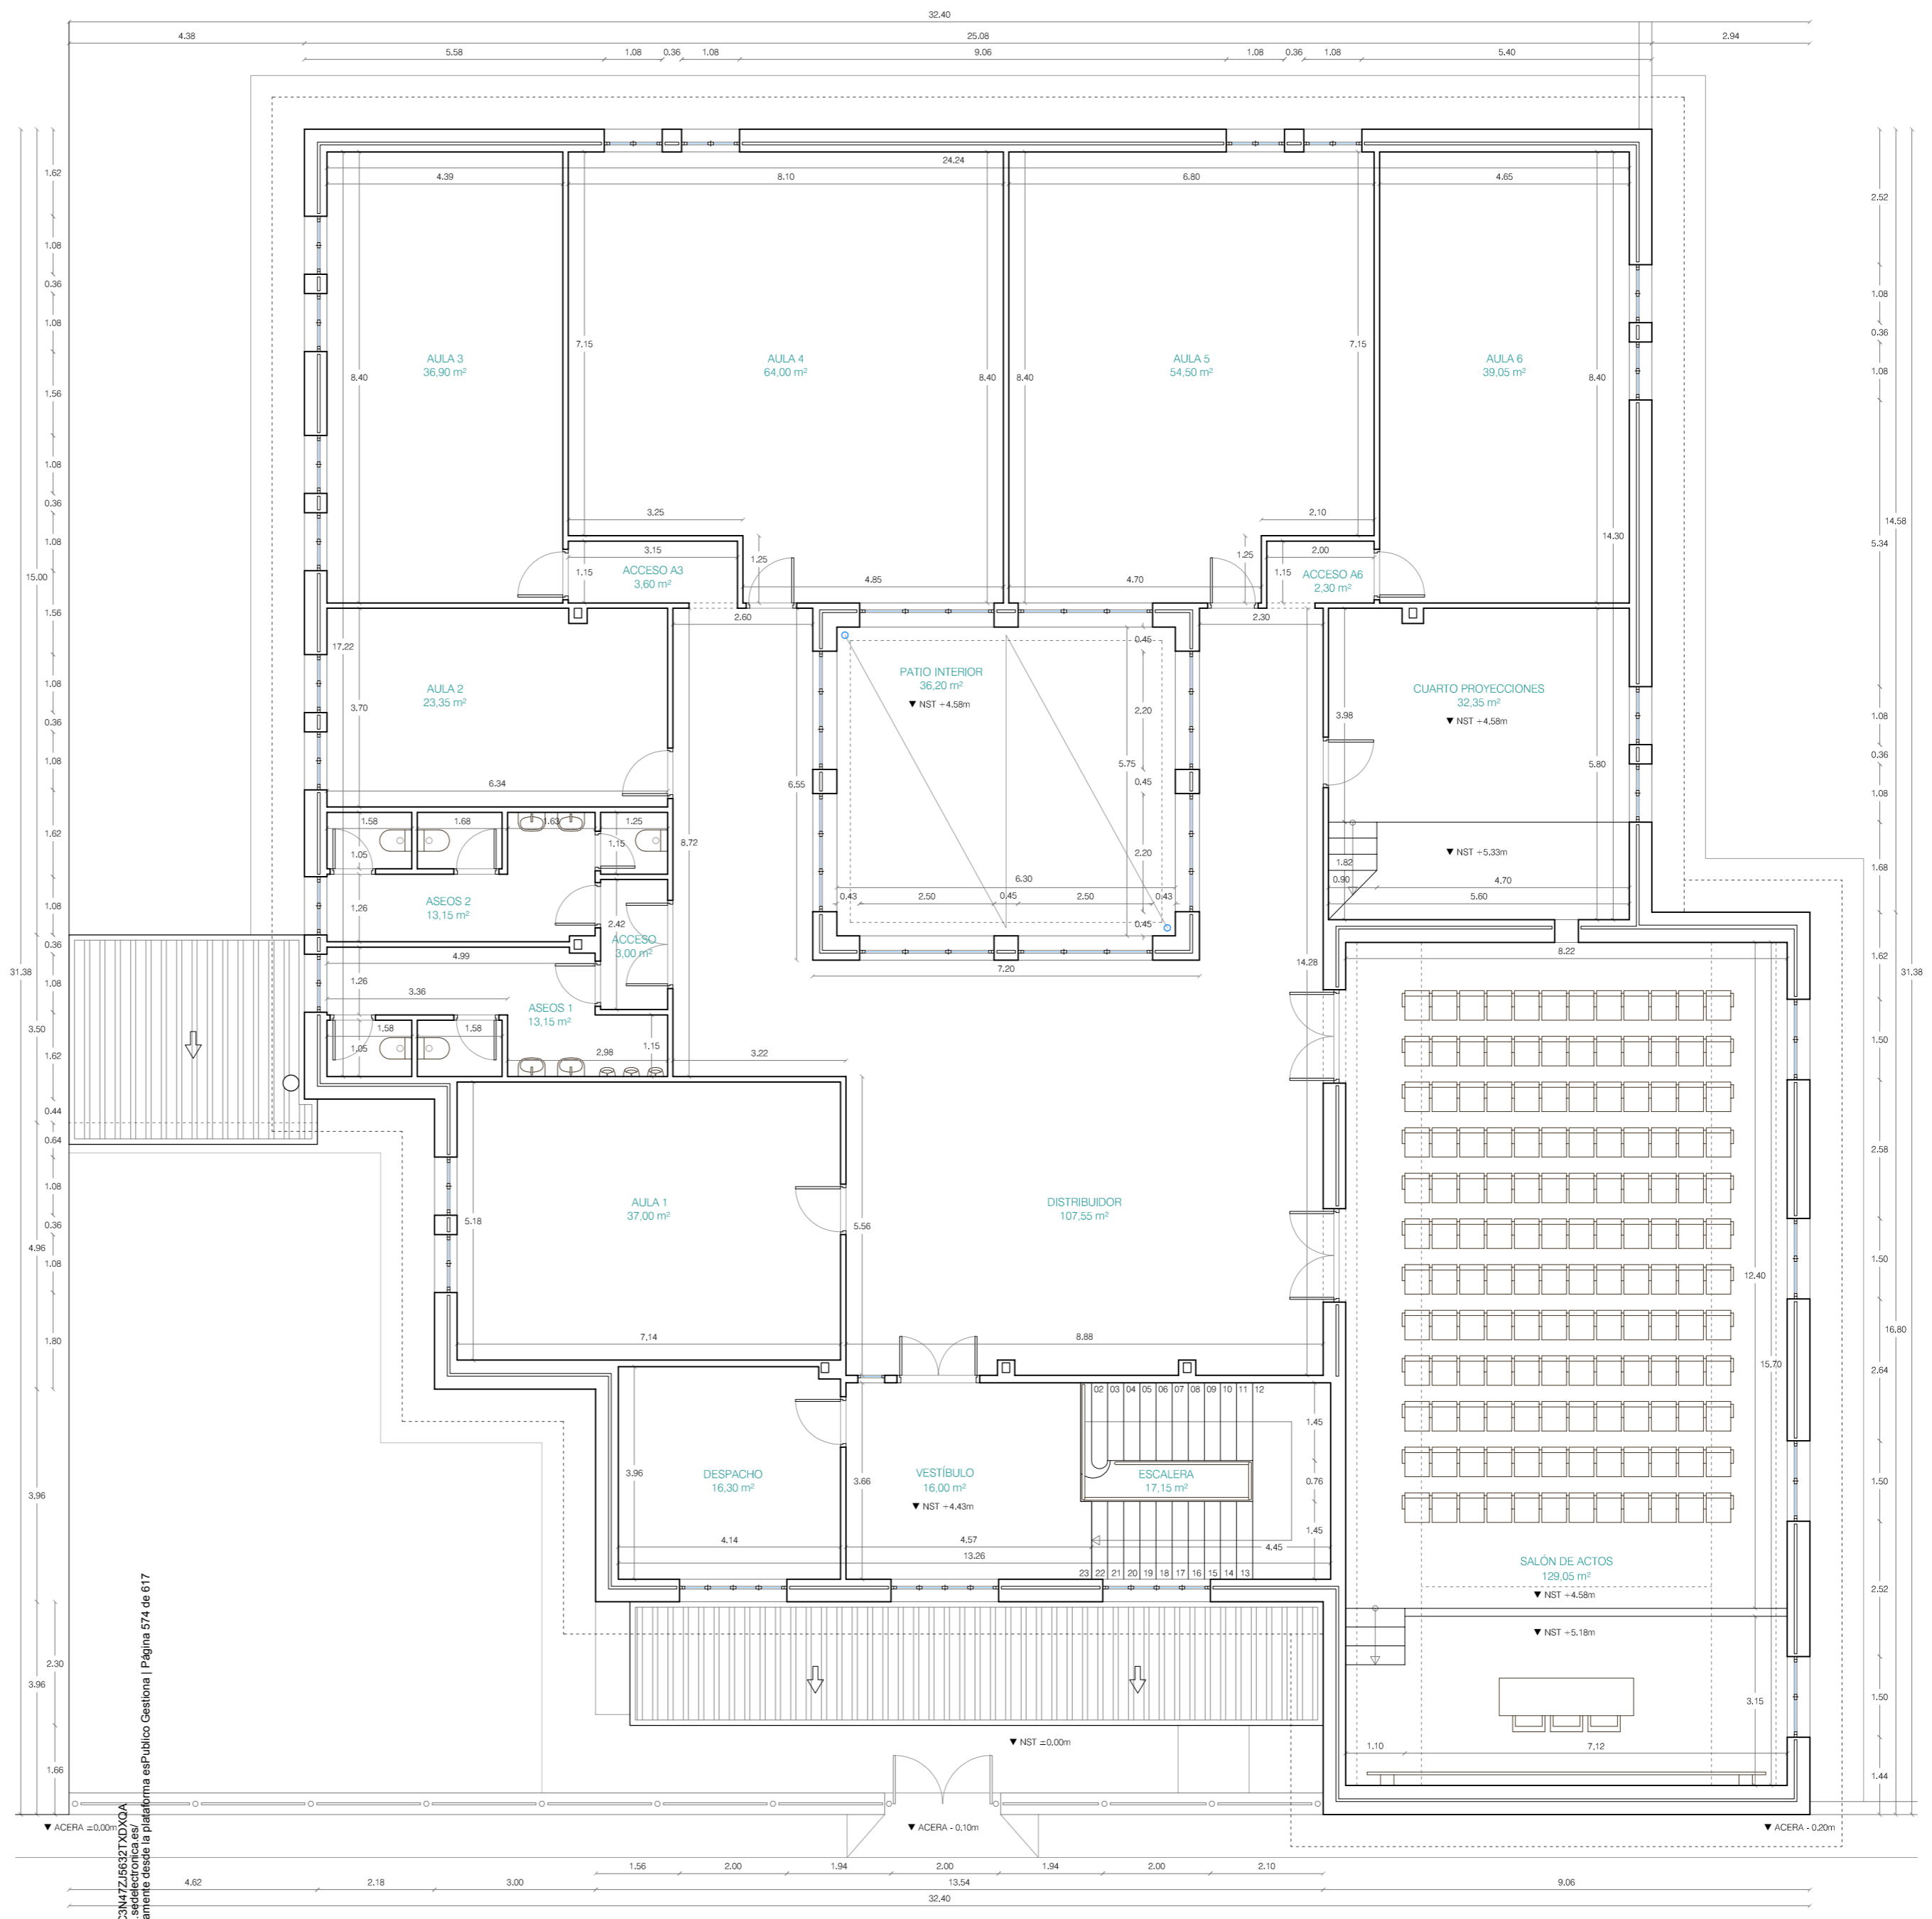 32.40
4.38 25.08 2.94
5.58 1.08 0.36 1.08 9.06 1.08 0.36 1.08 5.40
24.24
4.39 8.10 6.80 4.65
1.62
1.08
0.36
1.08
1.56
1.08
0.36
1.08
1.56
1.08
0.36
1.08
1.62
1.08
0.36
1.08
1.62
0.44
0.64
1.08
0.36
1.08
1.80
2.30
1.66
15.00
3.50
4.96
3.96
3.96
31.38
AULA 3
36,90 m²
8.40
AULA 4
64,00 m²
7.15
8.40
AULA 5
54,50 m²
8.40
7.15
AULA 6
39,05 m²
8.40
14.30
3.25
3.15
1.25
1.15
ACCESO A3
3,60 m²
4.85
4.70
2.10
2.00
1.25
1.15
ACCESO A6
2,30 m²
2.60
2.30
17.22
AULA 2
23,35 m²
3.70
6.34
PATIO INTERIOR
36,20 m²
▼ NST +4.58m
0.45
2.20
5.75
0.45
2.20
0.45
6.55
6.30
0.43 2.50 0.45 2.50 0.43
7.20
CUARTO PROYECCIONES
32,35 m²
▼ NST +4.58m
3.98
5.80
▼ NST +5.33m
1.82
0.90 4.70
5.60
1.58 1.68 1.63 1.25
1.05
1.15
8.72
ASEOS 2
13,15 m²
1.26
2.42
ACCESO
3,00 m²
4.99
1.26
3.36
ASEOS 1
13,15 m²
1.58 1.58
1.05
2.98
1.15
3.22
14.28
8.22
AULA 1
37,00 m²
5.18
7.14
DISTRIBUIDOR
107,55 m²
5.56
8.88
12.40
15.70
DESPACHO
16,30 m²
3.96
4.14
VESTÍBULO
16,00 m²
▼ NST +4.43m
3.66
4.57
13.26
02 03 04 05 06 07 08 09 10 11 12
ESCALERA
17,15 m²
1.45
0.76
1.45
4.45
23 22 21 20 19 18 17 16 15 14 13
SALÓN DE ACTOS
129,05 m²
▼ NST +4.58m
▼ NST +5.18m
3.15
1.10 7.12
2.52
1.08
0.36
1.08
5.34
1.08
0.36
1.08
1.68
1.62
1.50
2.58
1.50
2.64
1.50
2.52
1.50
1.44
14.58
16.80
31.38
▼ NST ±0.00m
▼ ACERA ±0.00m
▼ ACERA - 0.10m
▼ ACERA - 0.20m
1.56 2.00 1.94 2.00 1.94 2.00 2.10
4.62 2.18 3.00 13.54 9.06
32.40
C3N47ZJ5632TXDXQA
.sedelectronica.es/
amente desde la plataforma esPublico Gestiona | Página 574 de 617